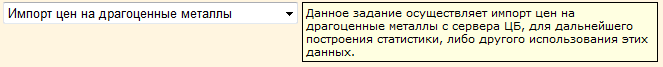 Импорт цен на драгоценные металлы
Данное задание осуществляет импорт цен на
драгоценные металлы с сервера ЦБ, для дальнейшего
построения статистики, либо другого использования этих
данных.